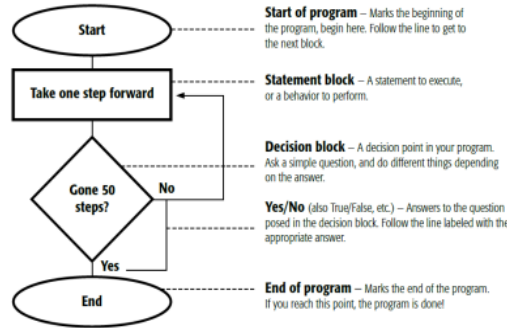 Start
Start of program – Marks the beginning of
the program, begin here. Follow the line to get to
the next block.
Take one step forward
Statement block – A statement to execute,
or a behavior to perform.
Decision block – A decision point in your program.
Ask a simple question, and do different things depending
on the answer.
Gone 50
steps?
No
Yes/No (also True/False, etc.) – Answers to the question
posed in the decision block. Follow the line labeled with the
appropriate answer.
Yes
End
End of program – Marks the end of the program.
If you reach this point, the program is done!